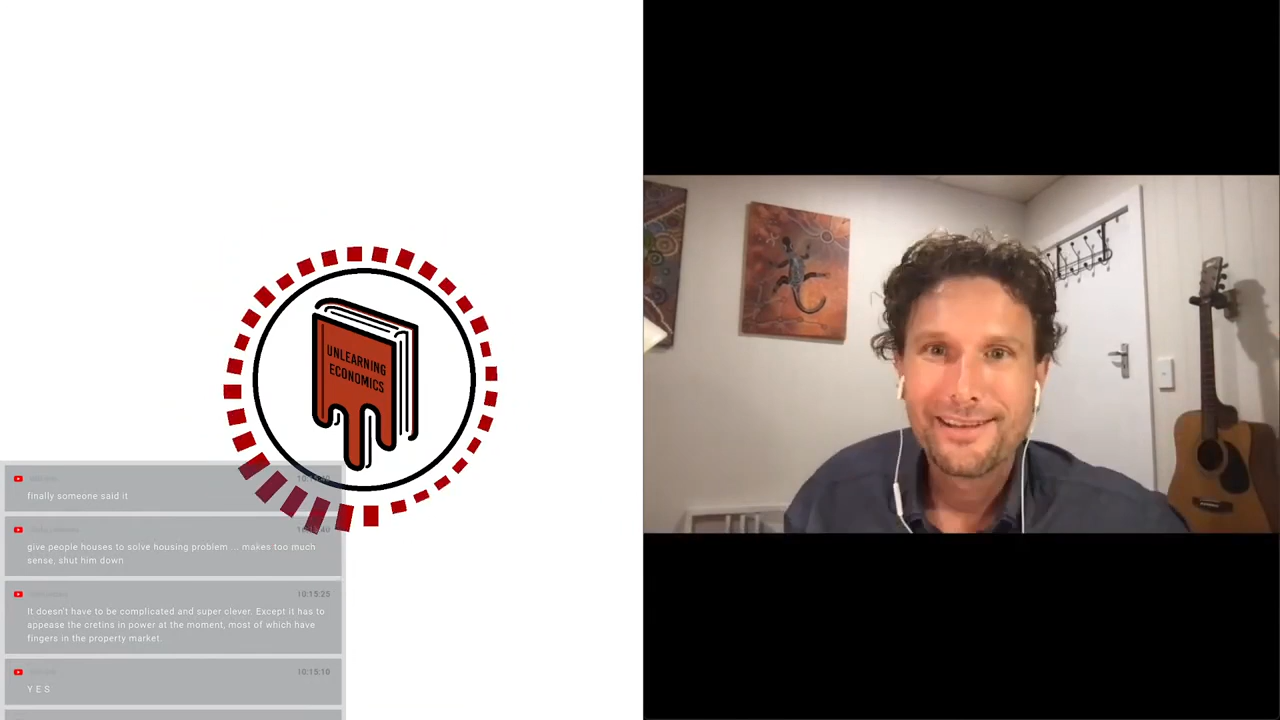 UNLEARNING
ECONOMICS
finally someone said it
give people houses to solve housing problem ... makes too much
sense, shut him down
10:15:25
It doesn't have to be complicated and super clever. Except it has to
appease the cretins in power at the moment, most of which have
fingers in the property market.
10:15:10
Y E S